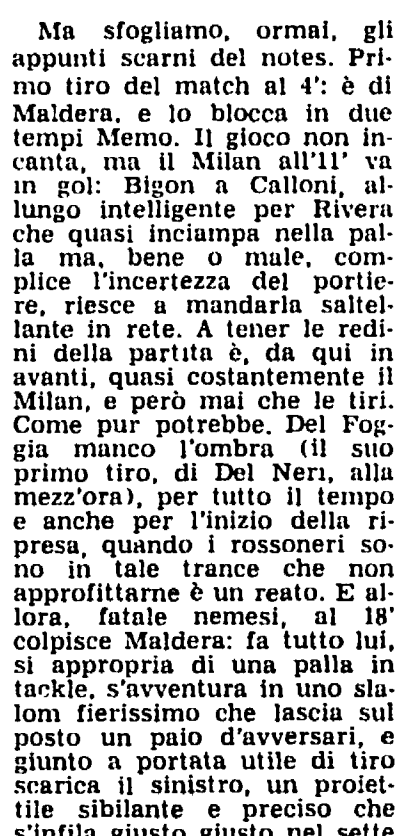 Ma sfogliamo, ormai, gli
appunti scarni del notes. Pri-
mo tiro del match al 4': è di
Maldera, e lo blocca in due
tempi Memo. Il gioco non in-
canta, ma il Milan all'11' va
in gol: Bigon a Calloni, al-
lungo intelligente per Rivera
che quasi inciampa nella pal-
la ma, bene o male, com-
plice l'incertezza del portie-
re, riesce a mandarla saltel-
lante in rete. A tener le redi-
ni della partita è, da qui in
avanti, quasi costantemente il
Milan, e però mai che le tiri.
Come pur potrebbe. Del Fog-
gia manco l'ombra (il suo
primo tiro, di Del Neri, alla
mezz'ora), per tutto il tempo
e anche per l'inizio della ri-
presa, quando i rossoneri so-
no in tale trance che non
approfittarne è un reato. E al-
lora, fatale nemesi, al 18'
colpisce Maldera: fa tutto lui,
si appropria di una palla in
tackle, s'avventura in uno sla-
lom fierissimo che lascia sul
posto un paio d'avversari, e
giunto a portata utile di tiro
scarica il sinistro, un proiet-
tile sibilante e preciso che
s'infila giusto giusto nel sette